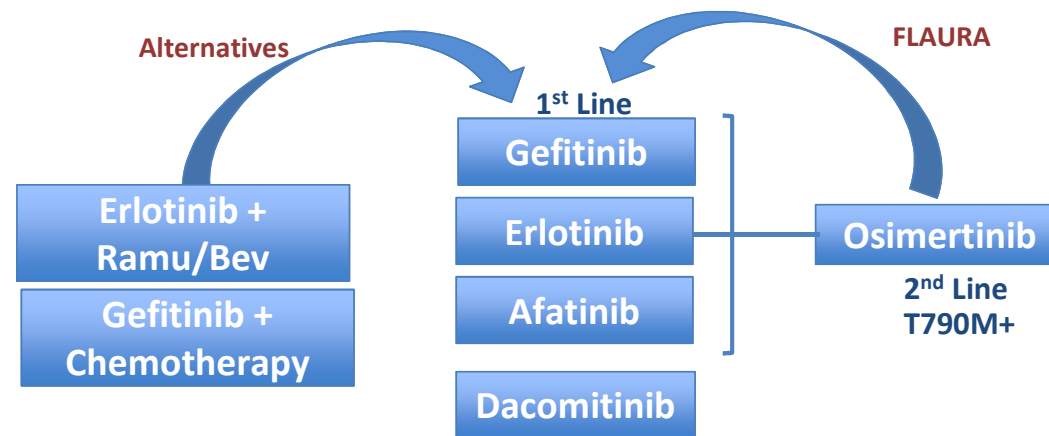 Alternatives
FLAURA
1st Line
Gefitinib
Erlotinib +
Ramu/Bev
Erlotinib
Osimertinib
2nd Line
T790M+
Gefitinib +
Chemotherapy
Afatinib
Dacomitinib